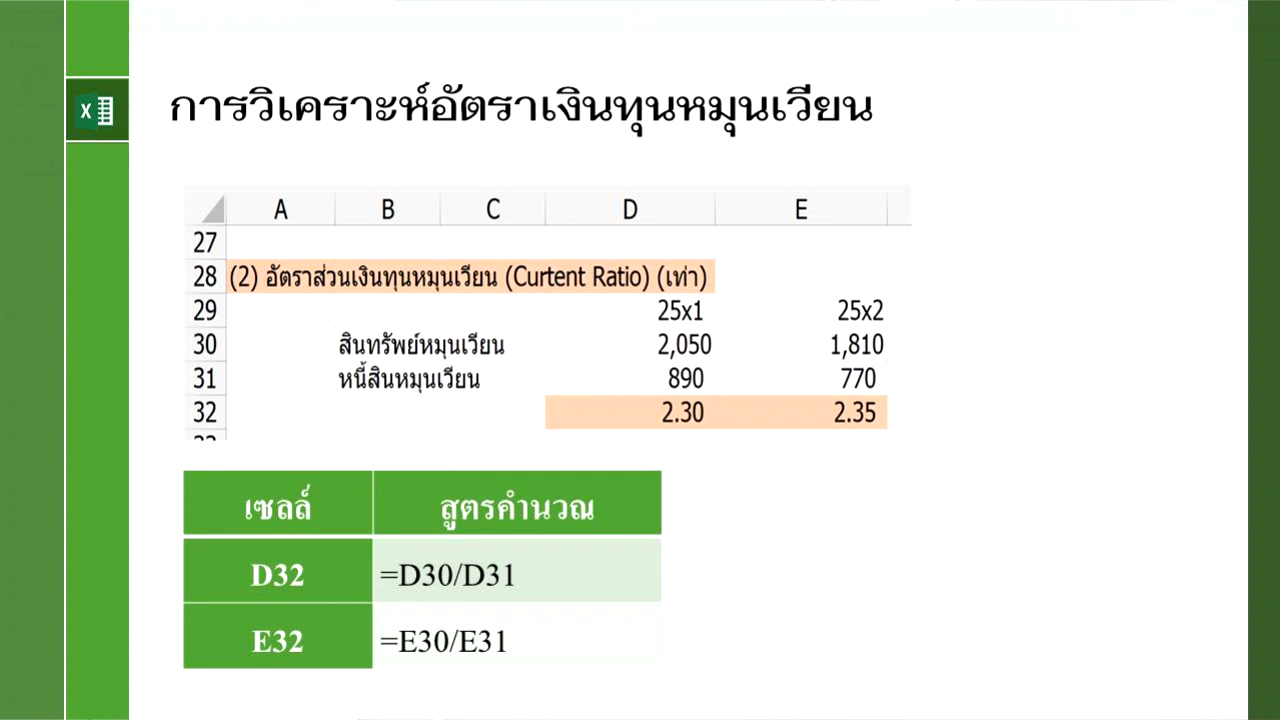 การวิเคราะห์อัตราเงินทุนหมุนเวียน
A B C D E
27
28 (2) อัตราส่วนเงินทุนหมุนเวียน (Curtent Ratio) (เท่า)
29 25x1 25x2
30 สินทรัพย์หมุนเวียน 2,050 1,810
31 หนี้สินหมุนเวียน 890 770
32 2.30 2.35
เซลล์ สูตรคำนวณ
D32 =D30/D31
E32 =E30/E31